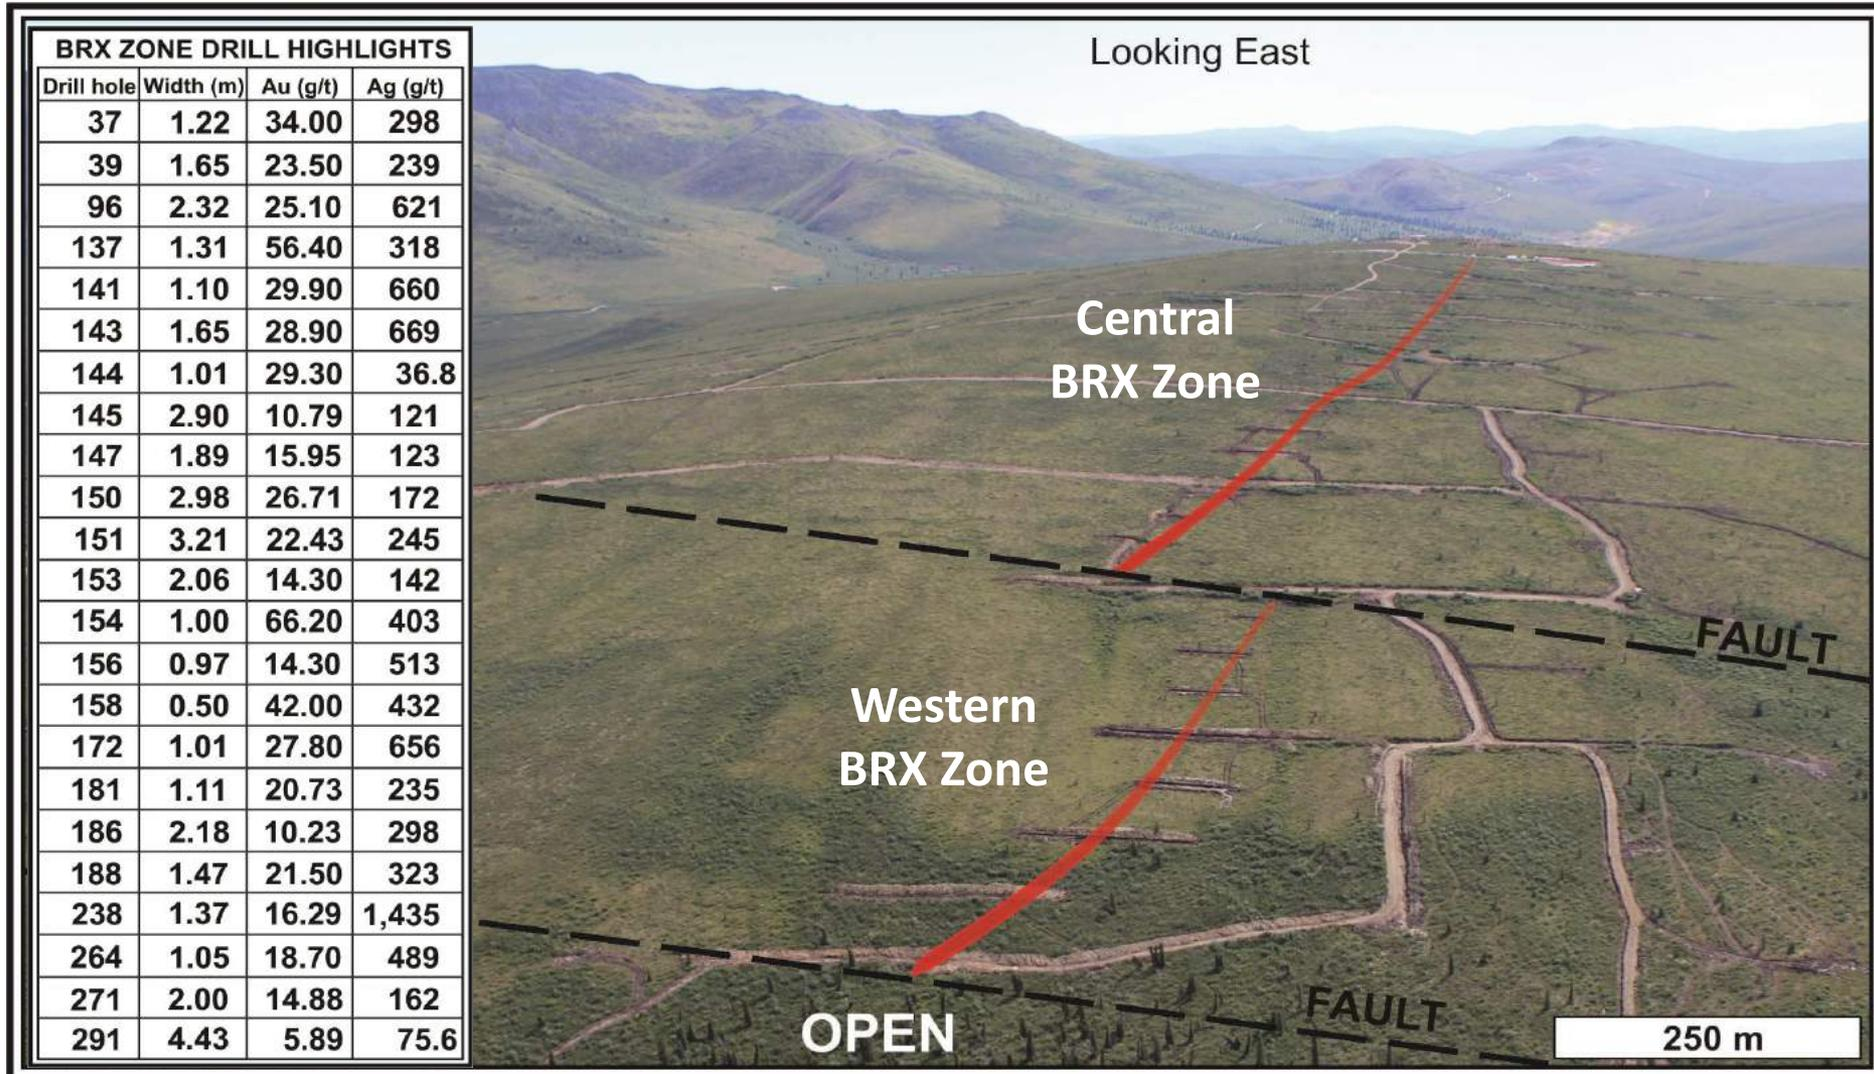 BRX ZONE DRILL HIGHLIGHTS
Drill hole Width (m) Au (g/t) Ag (g/t)
37 1.22 34.00 298
39 1.65 23.50 239
96 2.32 25.10 621
137 1.31 56.40 318
141 1.10 29.90 660
143 1.65 28.90 669
144 1.01 29.30 36.8
145 2.90 10.79 121
147 1.89 15.95 123
150 2.98 26.71 172
151 3.21 22.43 245
153 2.06 14.30 142
154 1.00 66.20 403
156 0.97 14.30 513
158 0.50 42.00 432
172 1.01 27.80 656
181 1.11 20.73 235
186 2.18 10.23 298
188 1.47 21.50 323
238 1.37 16.29 1,435
264 1.05 18.70 489
271 2.00 14.88 162
291 4.43 5.89 75.6
Looking East
Central
BRX Zone
FAULT
Western
BRX Zone
FAULT
OPEN
250 m